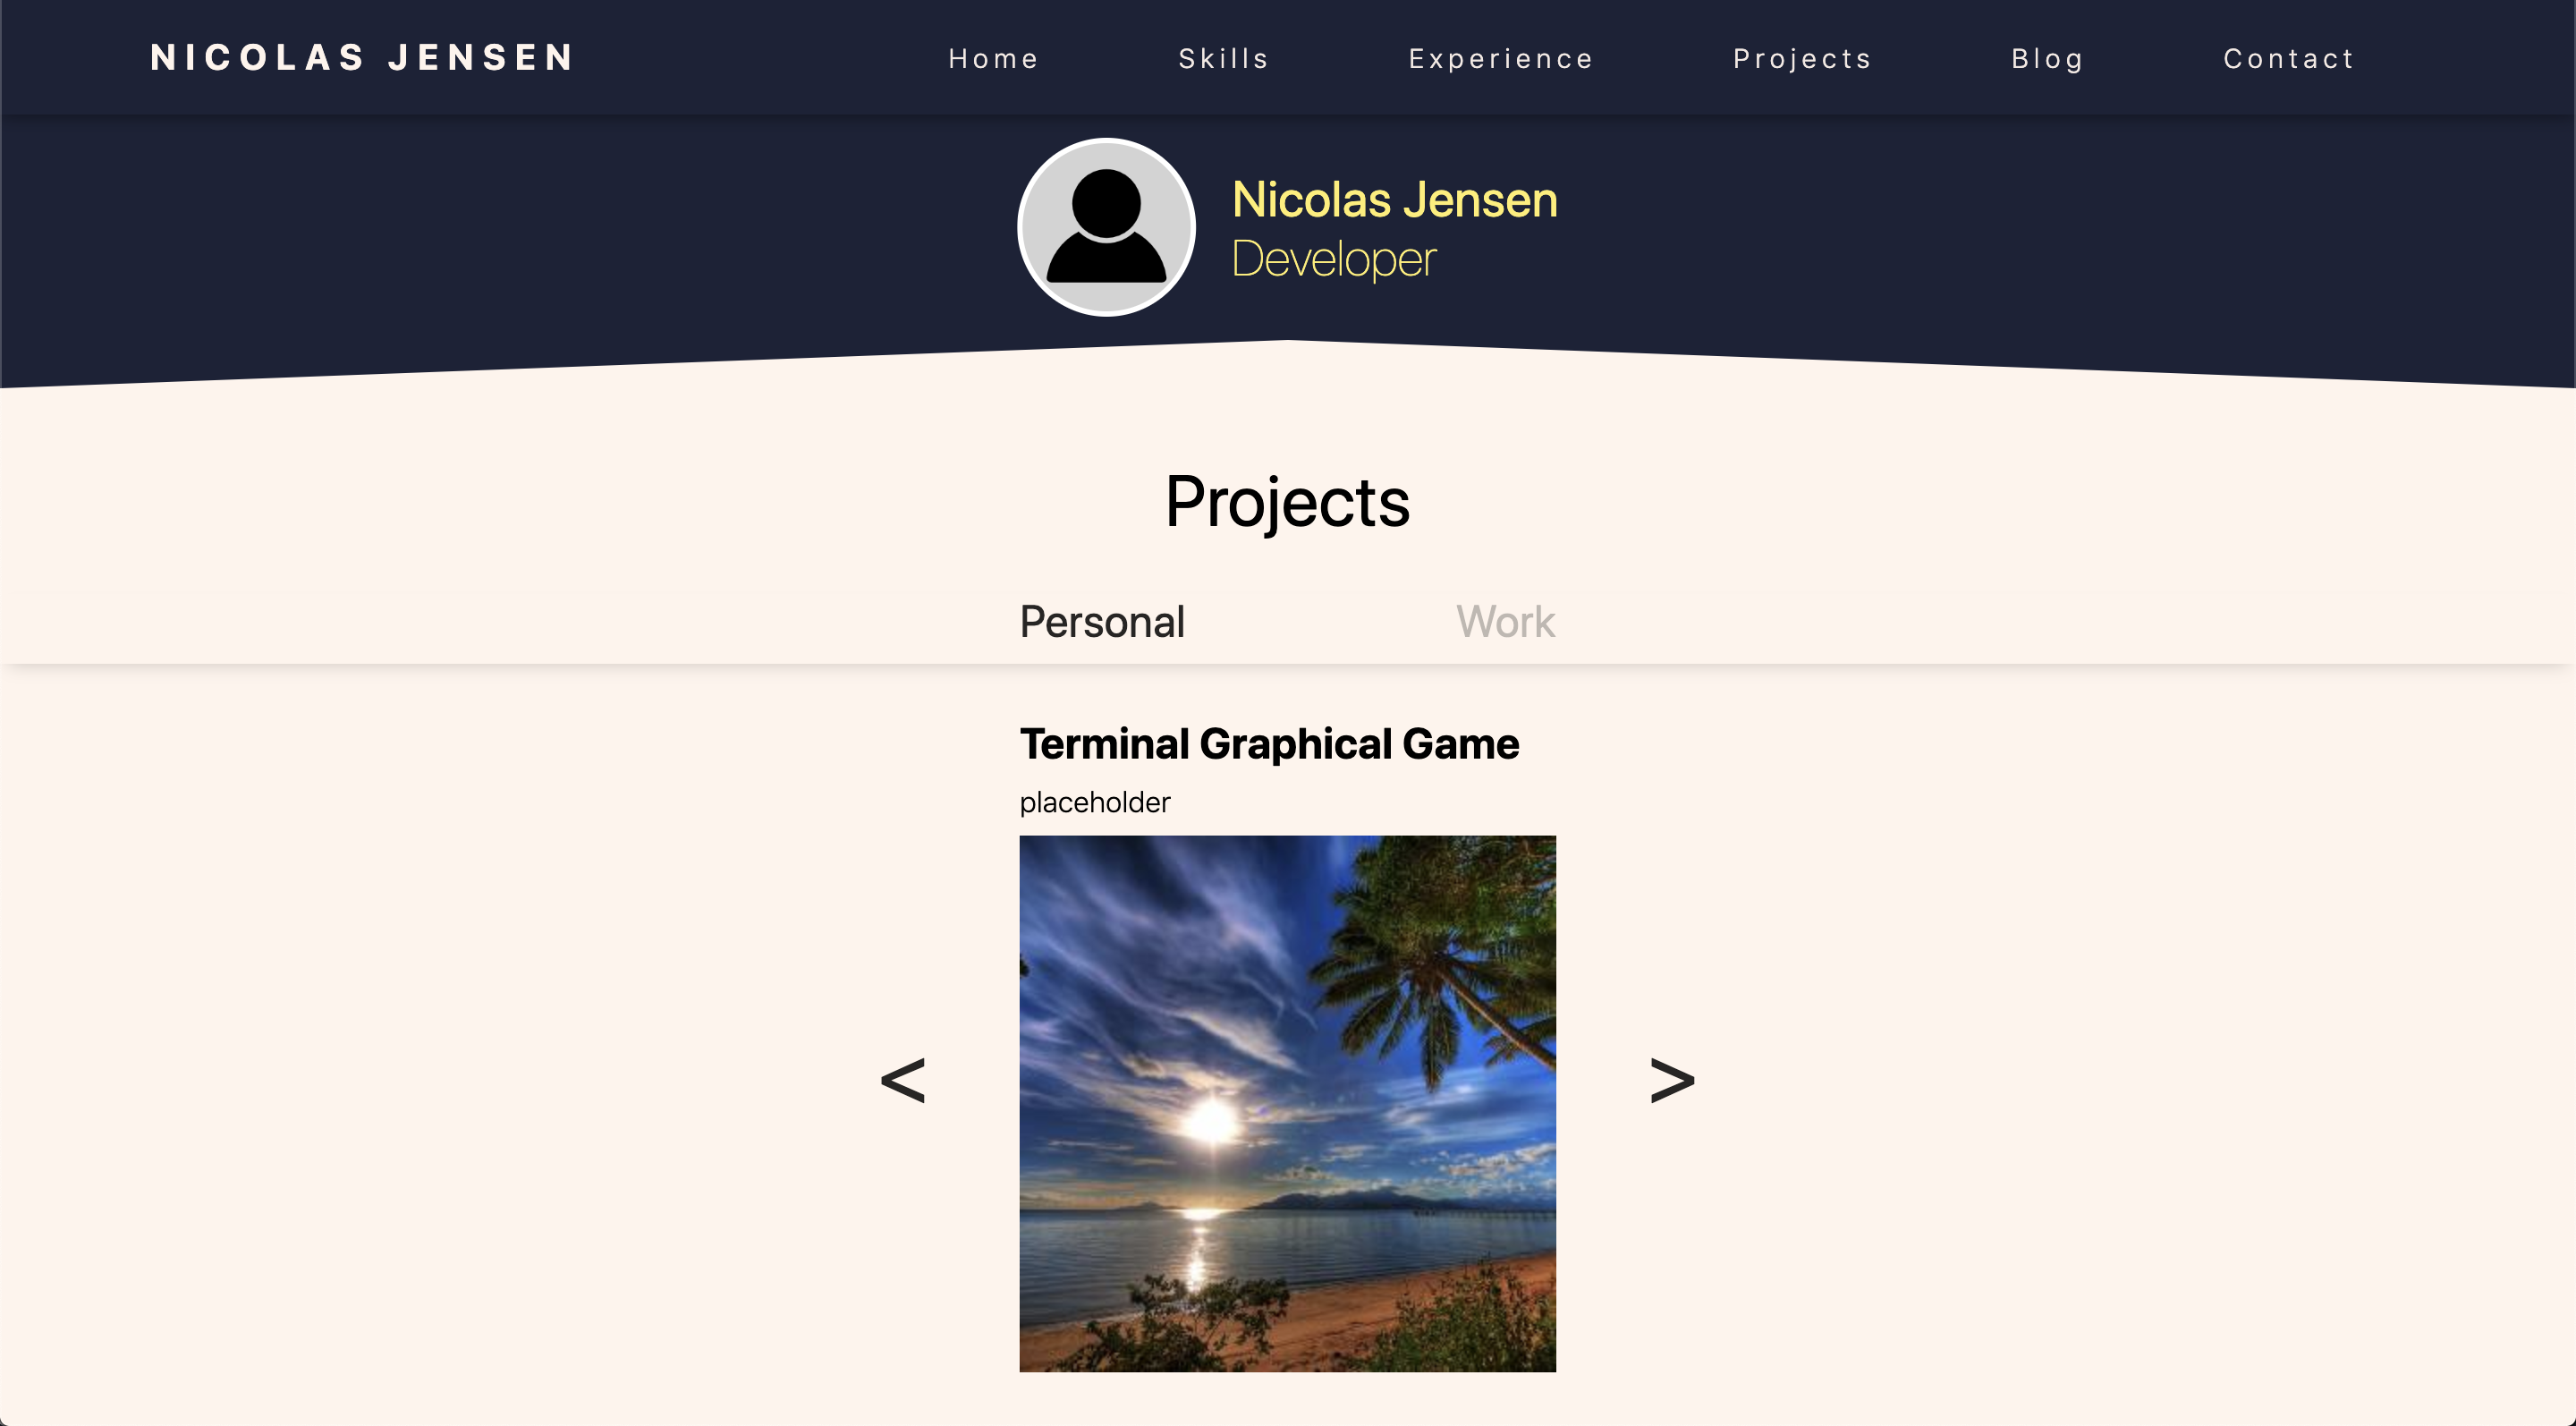 NICOLAS JENSEN
Home Skills Experience Projects Blog Contact
Nicolas Jensen
Developer
Projects
Personal Work
Terminal Graphical Game
placeholder
< >